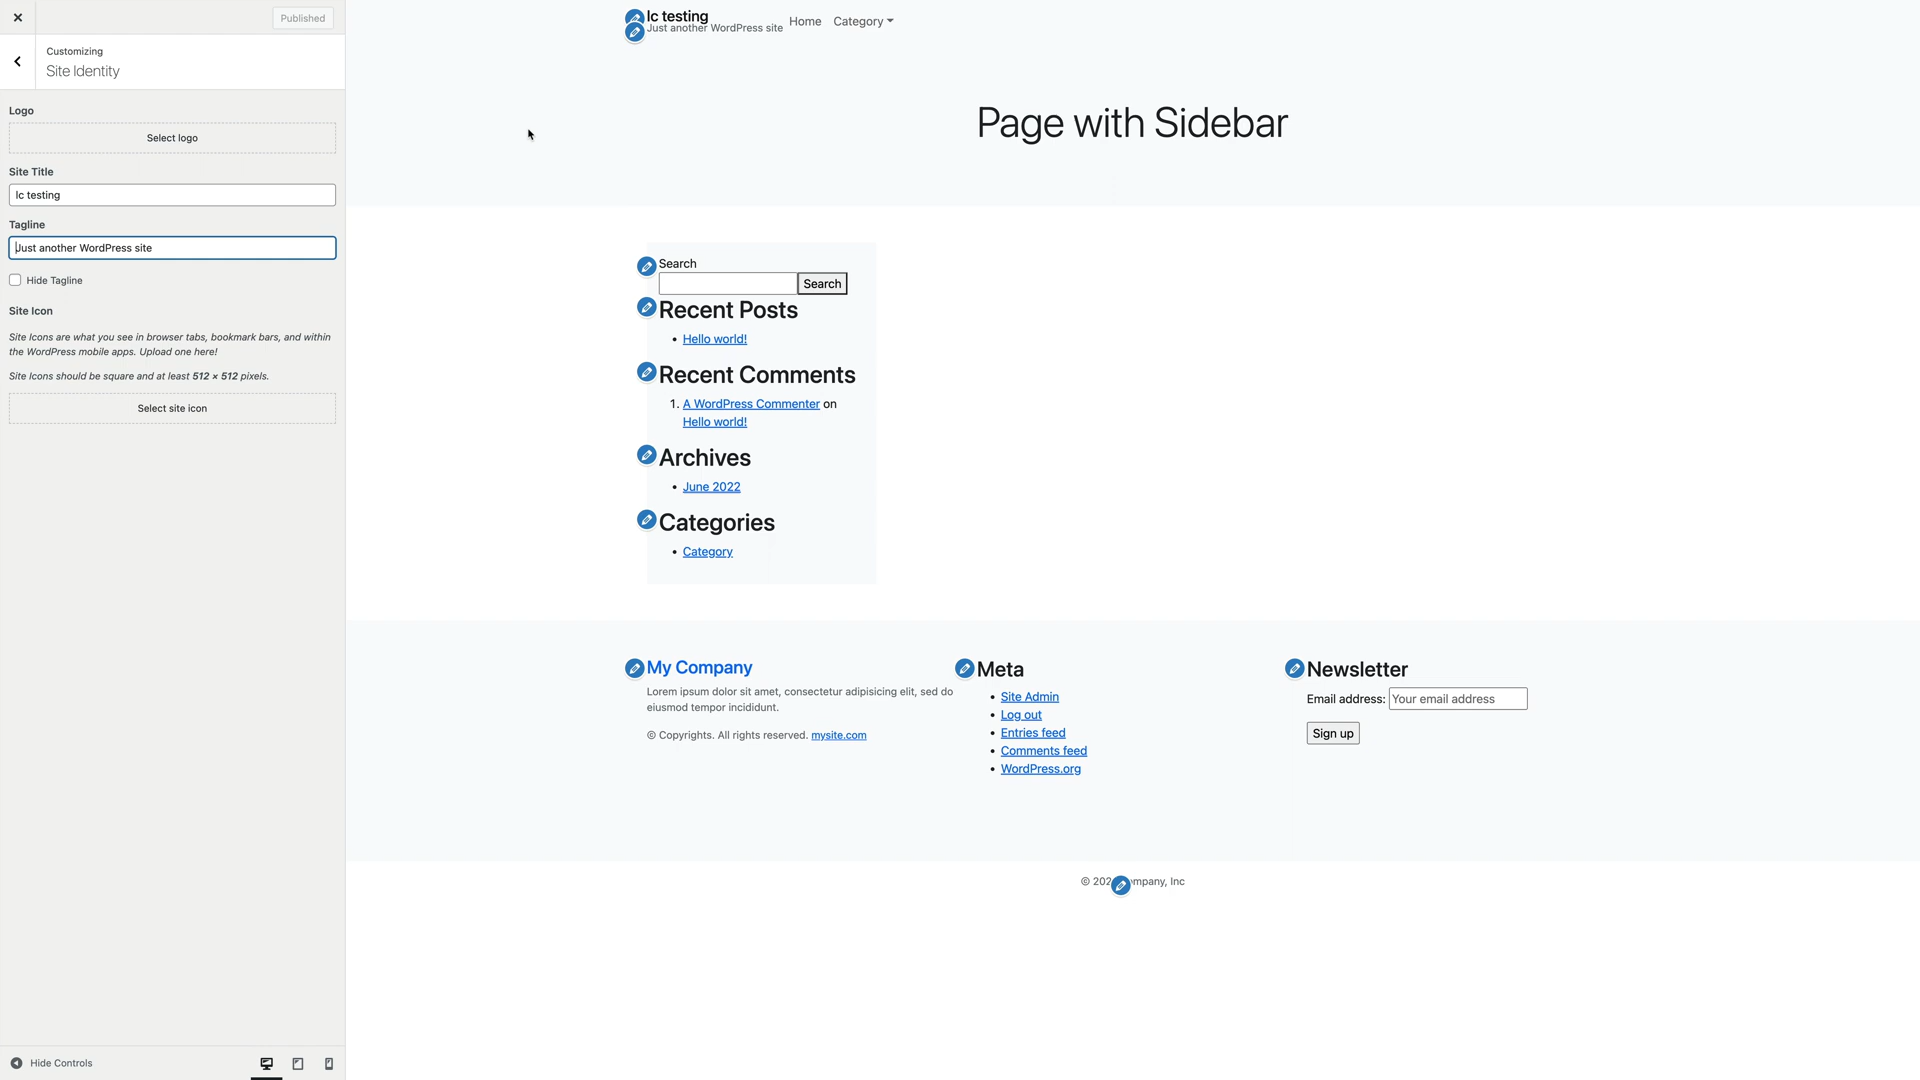 Published
Customizing
Site Identity
Logo
Select logo
Site Title
lc testing
Tagline
Just another WordPress site
Hide Tagline
Site Icon
Site Icons are what you see in browser tabs, bookmark bars, and within
the WordPress mobile apps. Upload one here!
Site Icons should be square and at least 512 × 512 pixels.
Select site icon
Hide Controls
lc testing
Just another WordPress site
Home
Category
Page with Sidebar
Search
Search
Recent Posts
• Hello world!
Recent Comments
1. A WordPress Commenter on
Hello world!
Archives
• June 2022
Categories
• Category
My Company
Lorem ipsum dolor sit amet, consectetur adipisicing elit, sed do
eiusmod tempor incididunt.
© Copyrights. All rights reserved. mysite.com
Meta
• Site Admin
• Log out
• Entries feed
• Comments feed
• WordPress.org
Newsletter
Email address: Your email address
Sign up
© 202 mpany, Inc